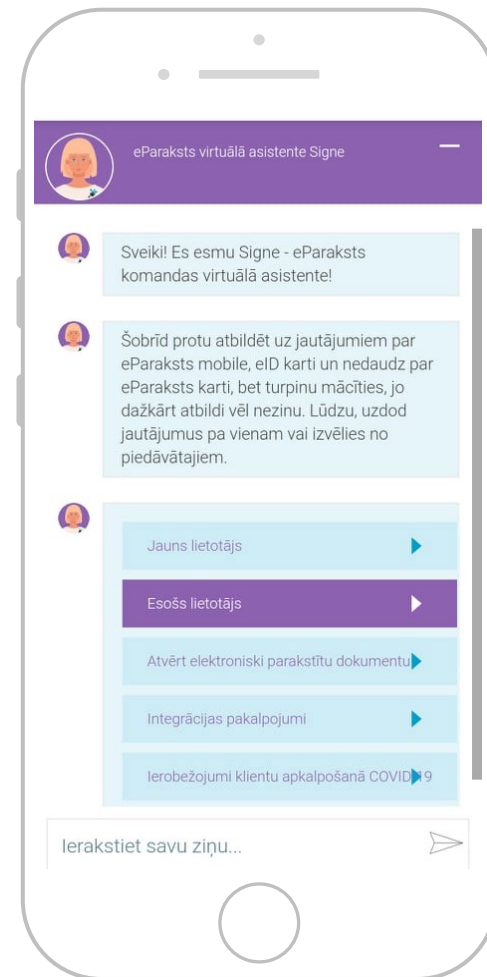 eParaksts virtuālā asistente Signe
Sveiki! Es esmu Signe - eParaksts
komandas virtuālā asistente!
Šobrīd protu atbildēt uz jautājumiem par
eParaksts mobile, eID karti un nedaudz par
eParaksts karti, bet turpinu mācīties, jo
dažkārt atbildi vēl nezinu. Lūdzu, uzdod
jautājumus pa vienam vai izvēlies no
piedāvātajiem.
Jauns lietotājs
Esošs lietotājs
Atvērt elektroniski parakstītu dokumentu
Integrācijas pakalpojumi
Ierobežojumi klientu apkalpošanā COVID-19
Ierakstiet savu ziņu...